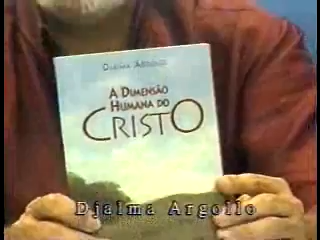 DJALMA ARGOLLO
A DIMENSÃO
HUMANA DO
CRISTO
Djalma Argollo